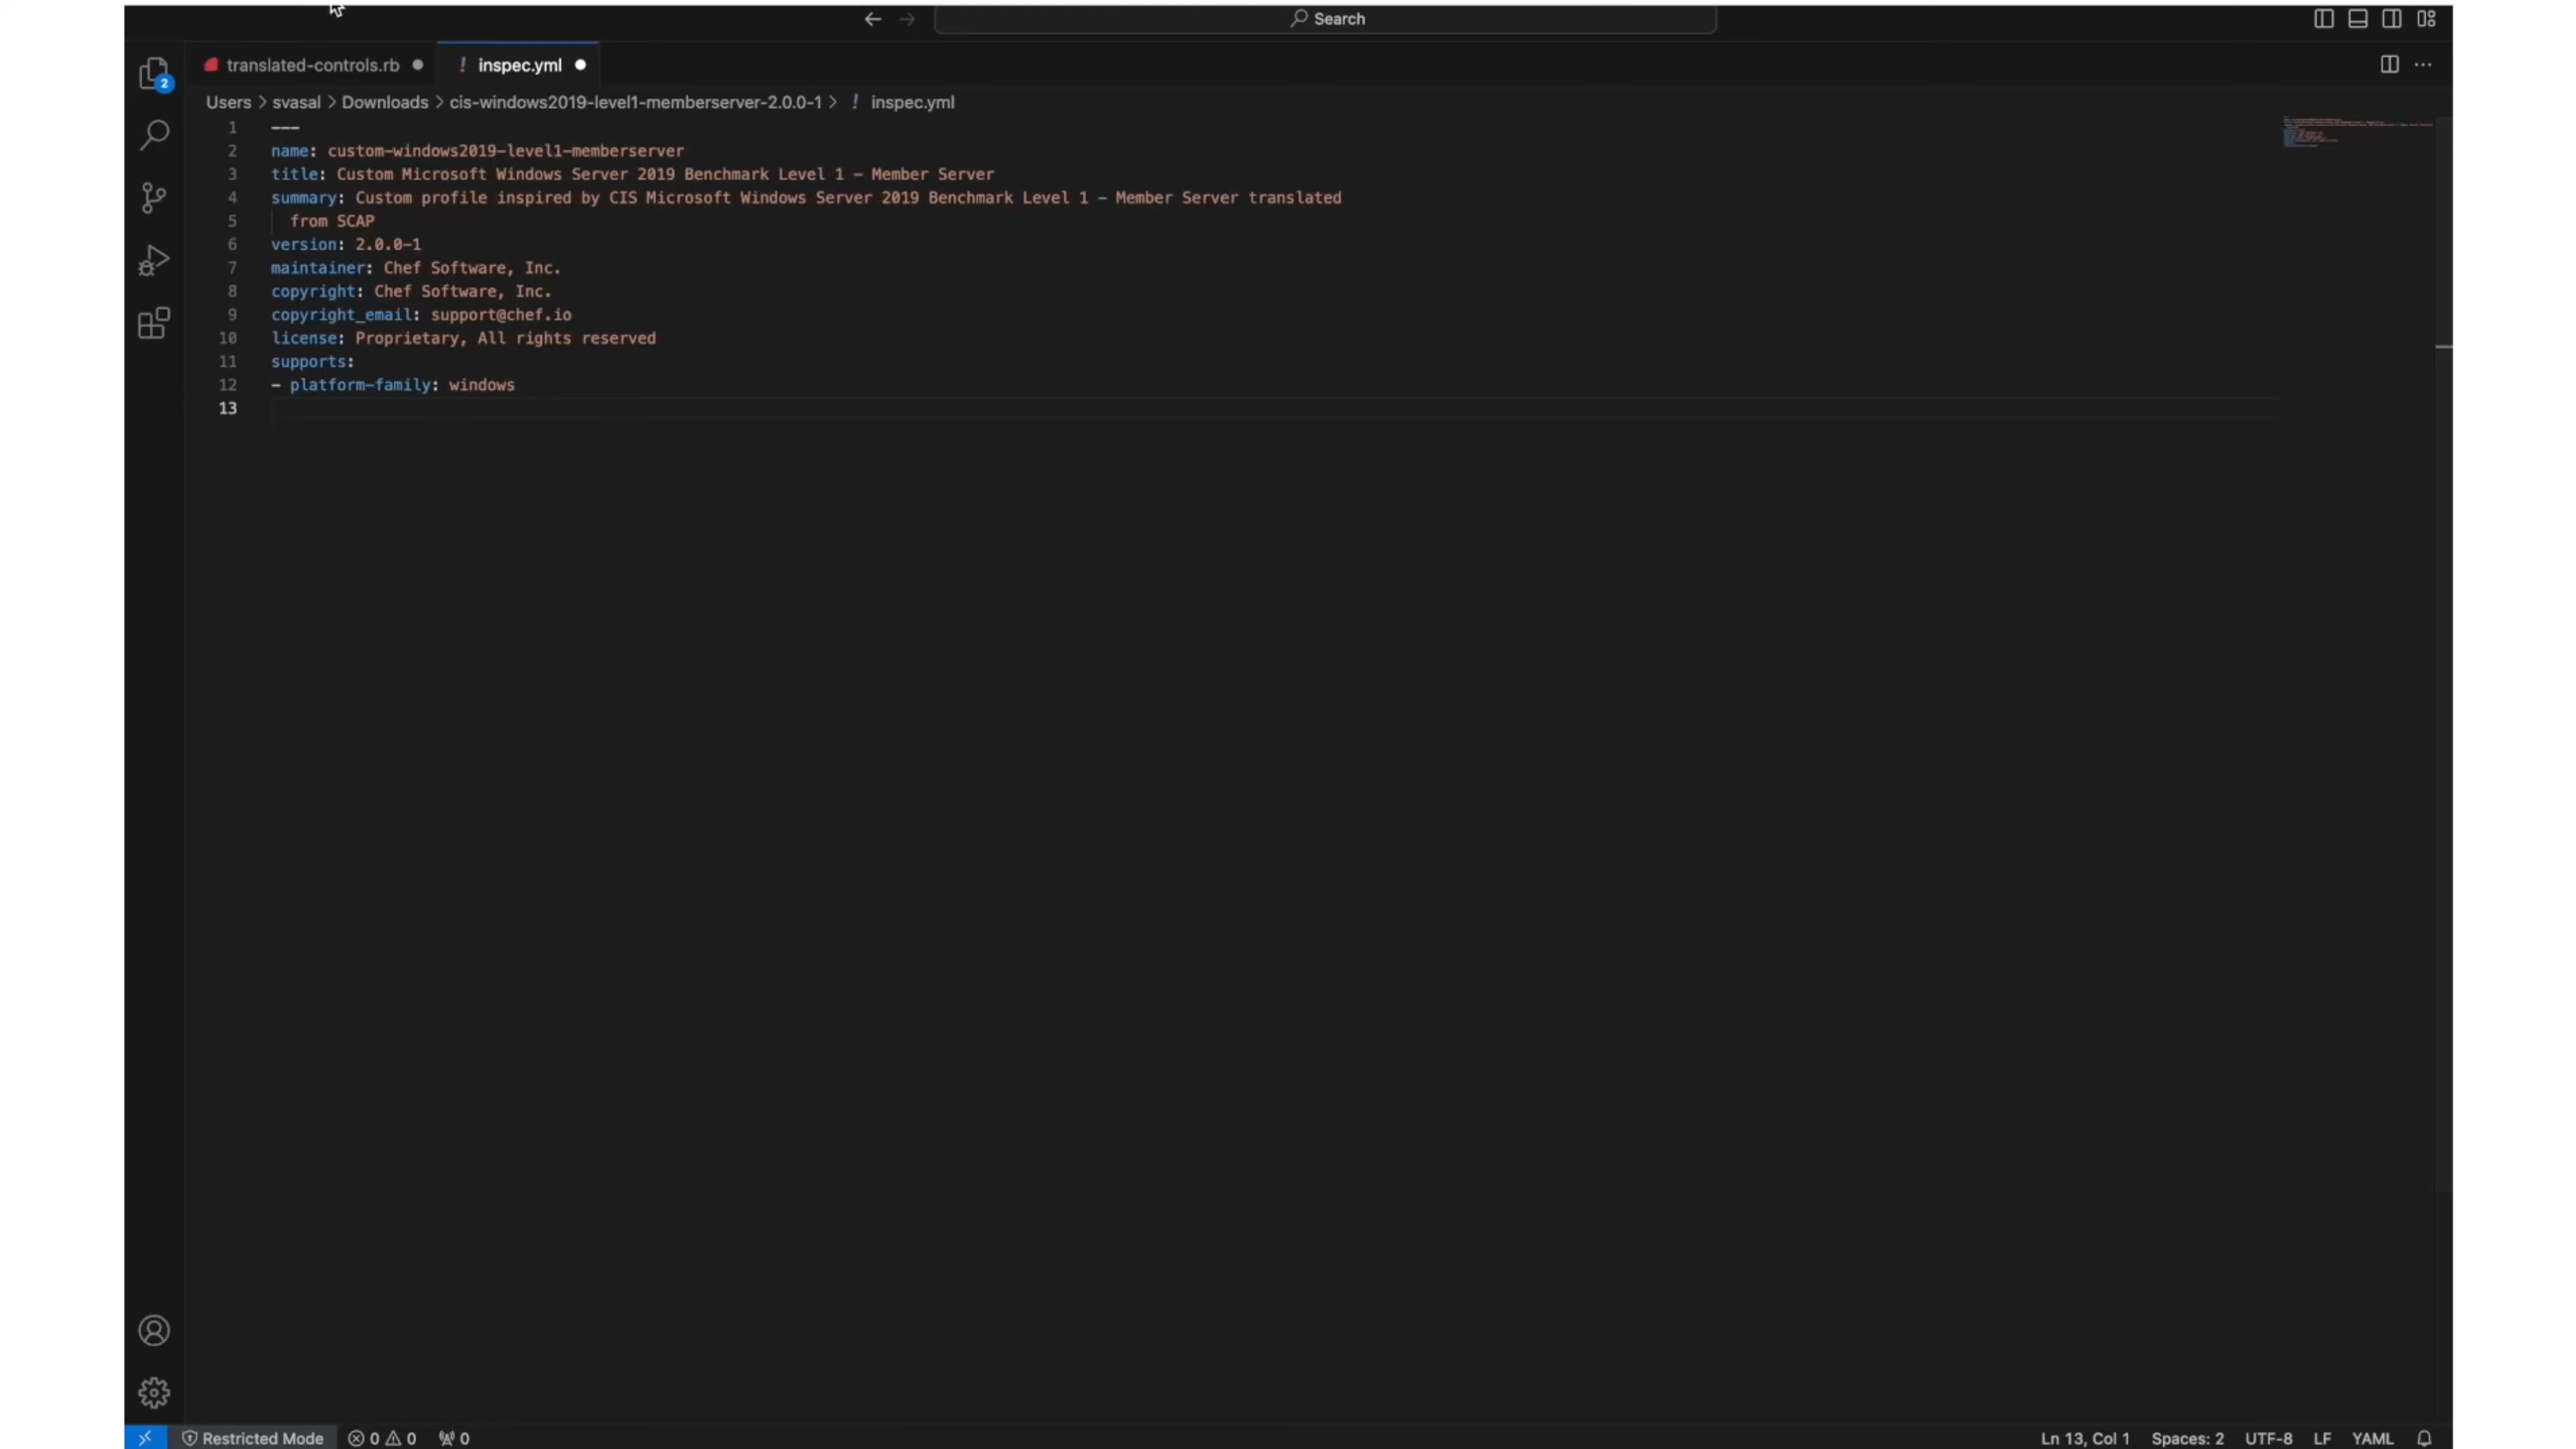 Search
translated-controls.rb
! inspec.yml
2
Users > svasal > Downloads > cis-windows2019-level1-memberserver-2.0.0-1 > ! inspec.yml
1 ---
2 name: custom-windows2019-level1-memberserver
3 title: Custom Microsoft Windows Server 2019 Benchmark Level 1 - Member Server
4 summary: Custom profile inspired by CIS Microsoft Windows Server 2019 Benchmark Level 1 - Member Server translated
5 from SCAP
6 version: 2.0.0-1
7 maintainer: Chef Software, Inc.
8 copyright: Chef Software, Inc.
9 copyright_email: support@chef.io
10 license: Proprietary, All rights reserved
11 supports:
12 - platform-family: windows
13
Restricted Mode 0 0 0 Ln 13, Col 1 Spaces: 2 UTF-8 LF YAML